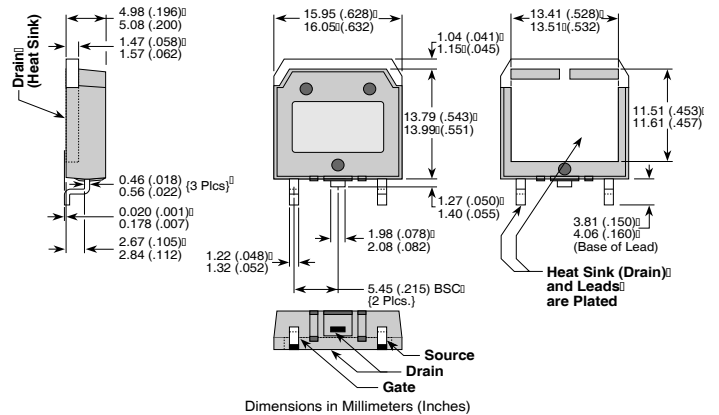 4.98 (.196)▯
5.08 (.200)
1.47 (.058)▯
1.57 (.062)
Drain▯
(Heat Sink)
0.46 (.018)
0.56 (.022)
{3 Plcs}▯
0.020 (.001)▯
0.178 (.007)
2.67 (.105)▯
2.84 (.112)
15.95 (.628)▯
16.05▯(.632)
1.04 (.041)▯
1.15▯(.045)
13.79 (.543)▯
13.99▯(.551)
1.27 (.050)▯
1.40 (.055)
1.98 (.078)▯
2.08 (.082)
1.22 (.048)▯
1.32 (.052)
5.45 (.215) BSC▯
{2 Plcs.}
13.41 (.528)▯
13.51▯(.532)
11.51 (.453)▯
11.61 (.457)
3.81 (.150)▯
4.06 (.160)▯
(Base of Lead)
Heat Sink (Drain)▯
and Leads▯
are Plated
Source
Drain
Gate
Dimensions in Millimeters (Inches)